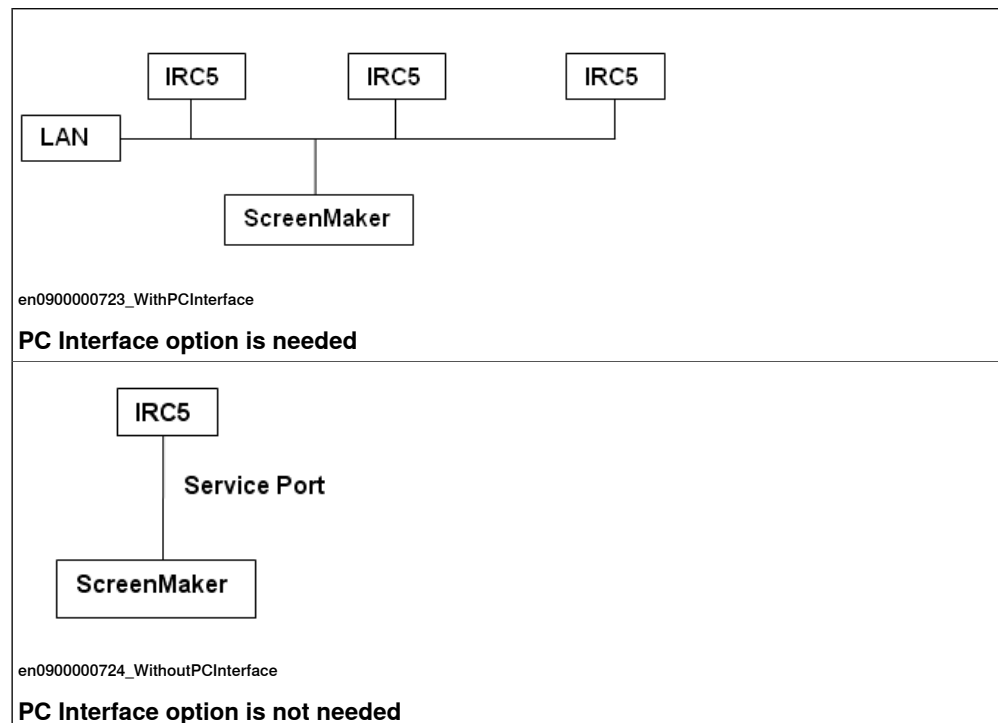 IRC5 IRC5 IRC5
LAN
ScreenMaker
en0900000723_WithPCInterface
PC Interface option is needed
IRC5
Service Port
ScreenMaker
en0900000724_WithoutPCInterface
PC Interface option is not needed